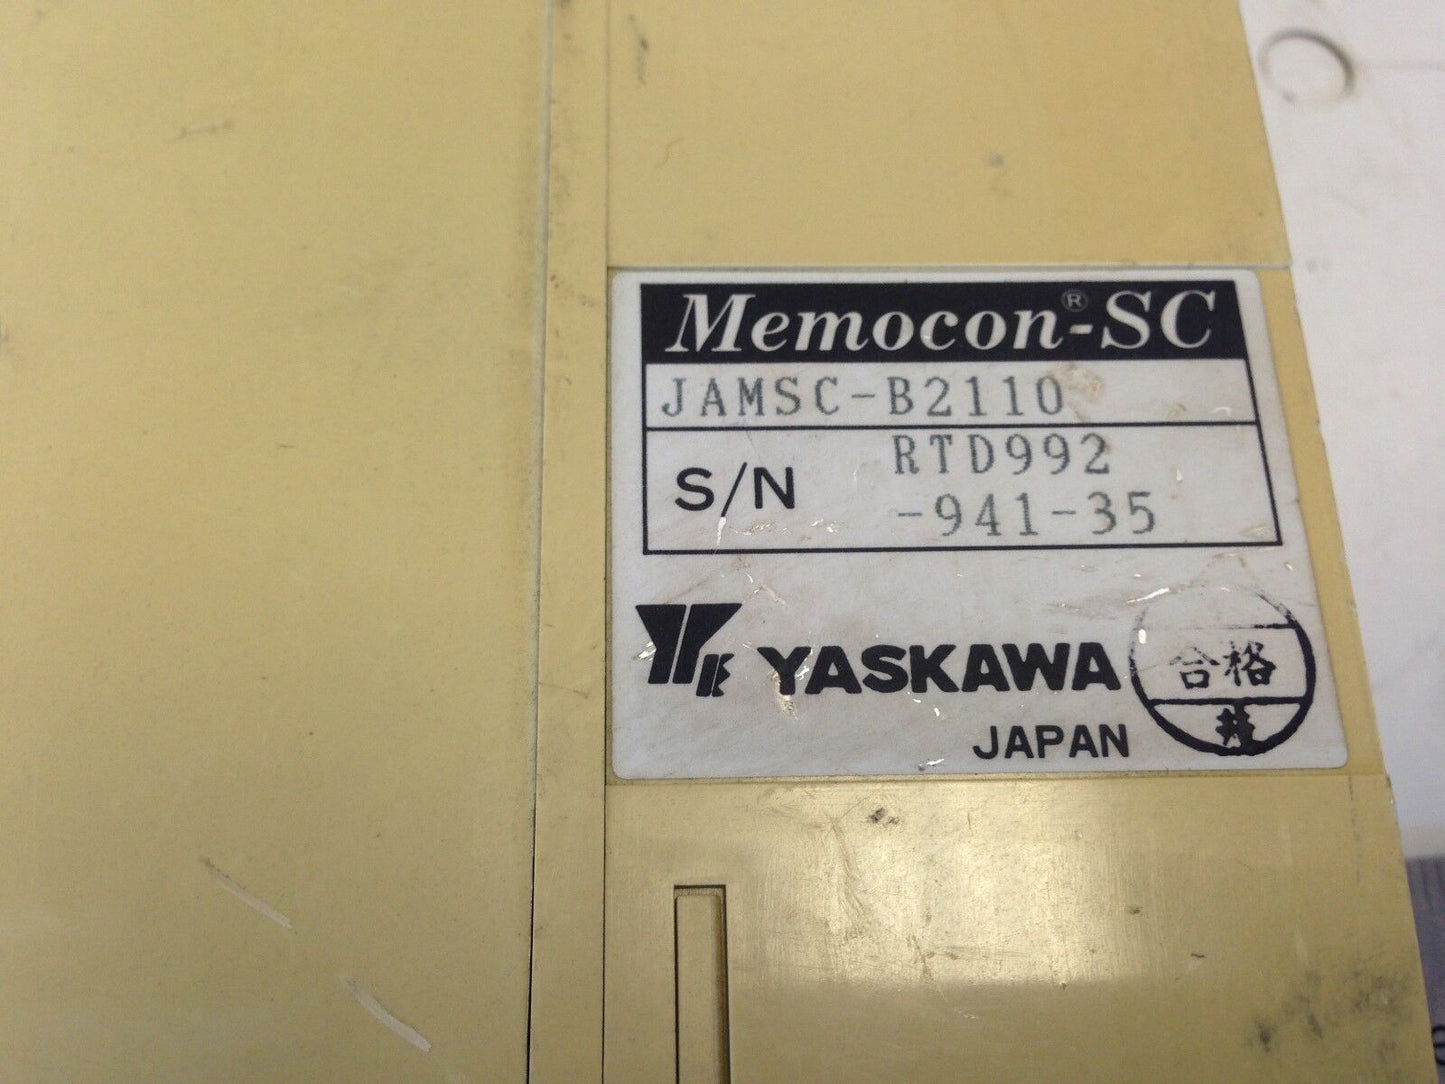 Memocon®-SC
JAMSC-B2110
S/N RTD992
-941-35
YASKAWA
合格
JAPAN